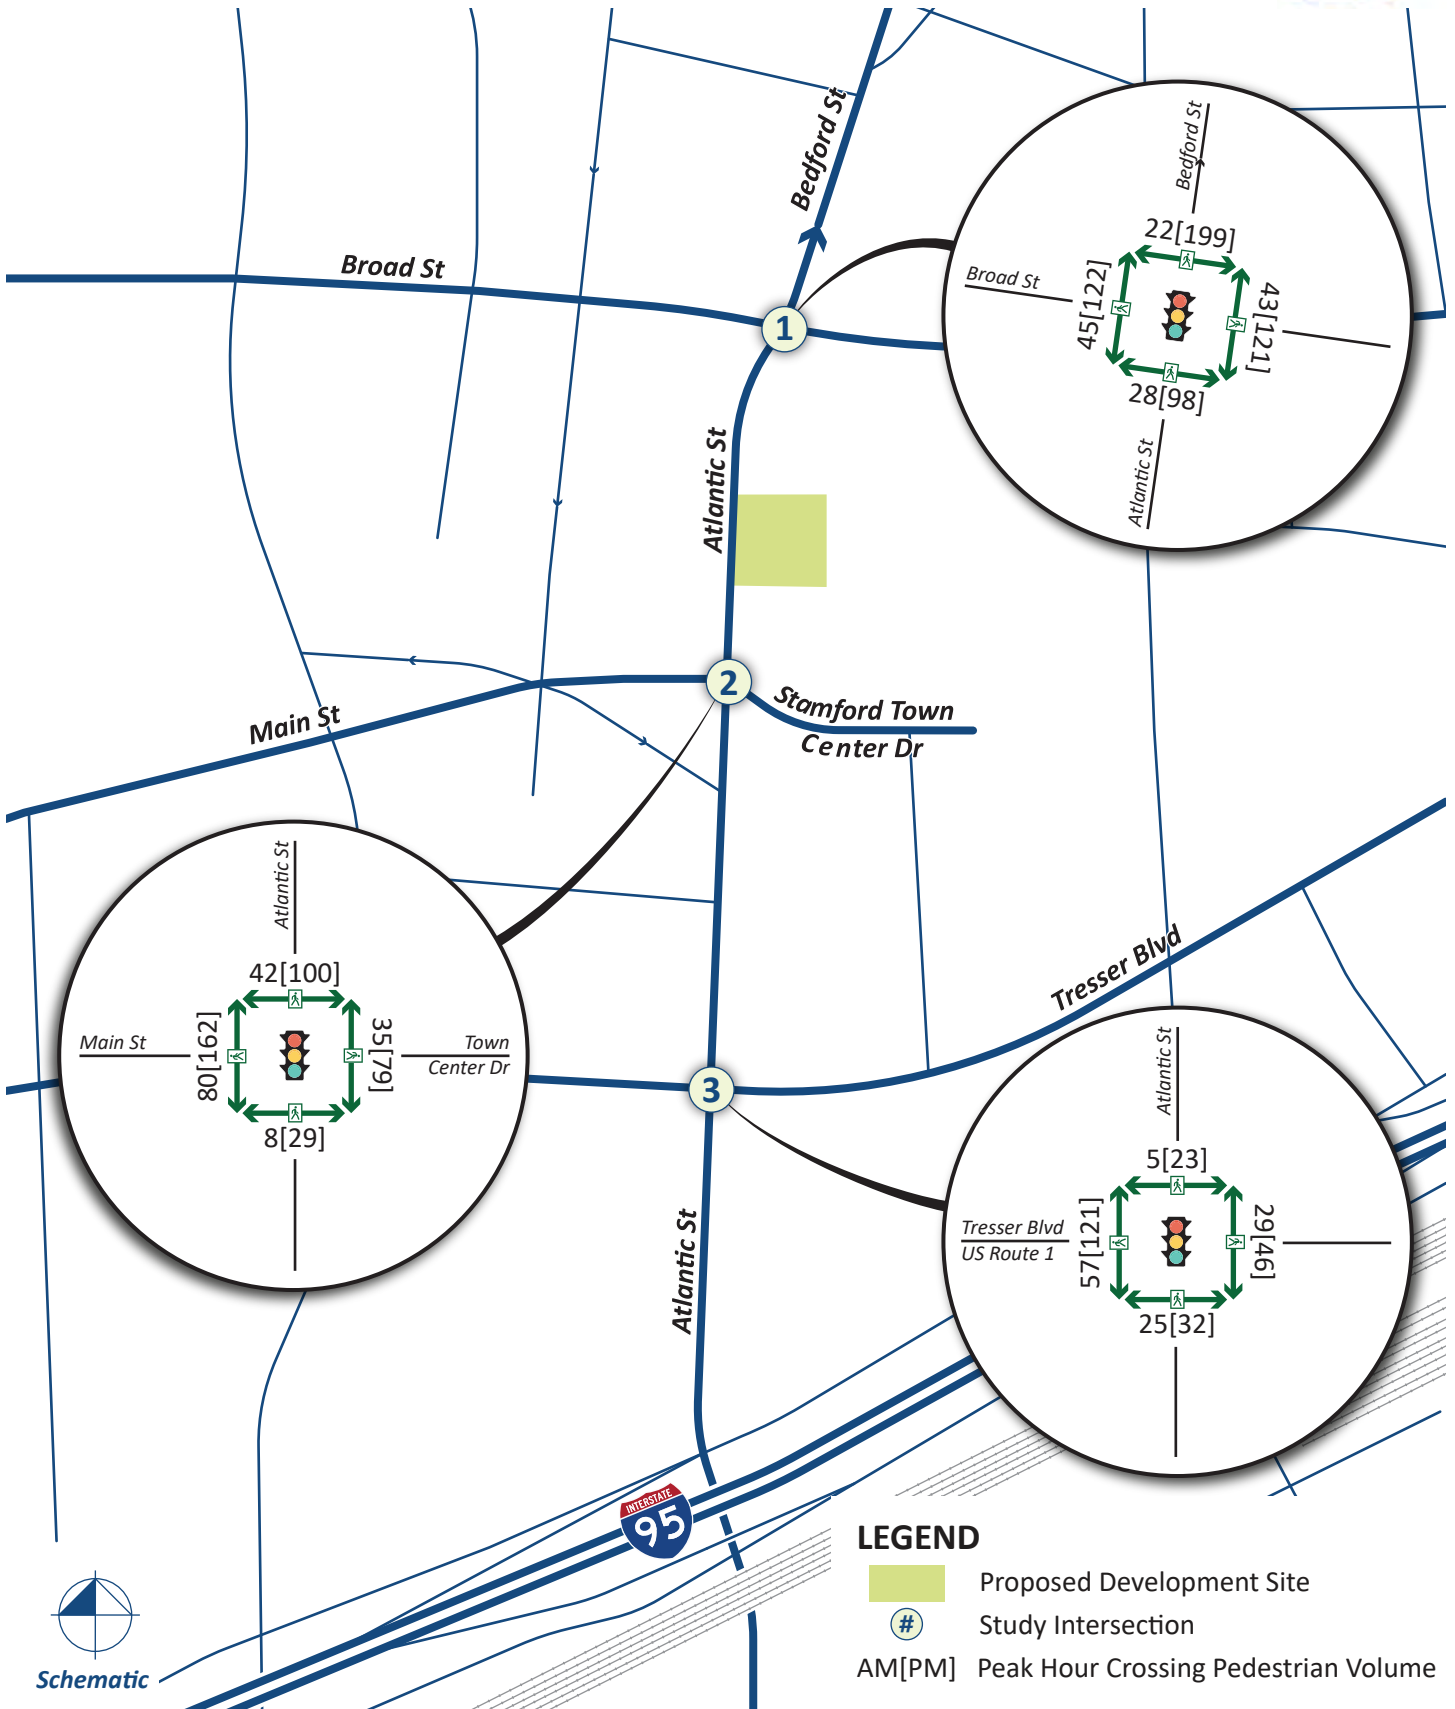 Bedford St
Broad St
1
Atlantic St
2
Stamford Town
Center Dr
Main St
Tresser Blvd
3
Atlantic St
Bedford St
22[199]
Broad St
45[122]
43[121]
28[98]
Atlantic St
Atlantic St
42[100]
Main St
80[162]
35[79]
Town
Center Dr
8[29]
Atlantic St
5[23]
Tresser Blvd
US Route 1
57[121]
29[46]
25[32]
INTERSTATE
95
Schematic
LEGEND
Proposed Development Site
# Study Intersection
AM[PM] Peak Hour Crossing Pedestrian Volume